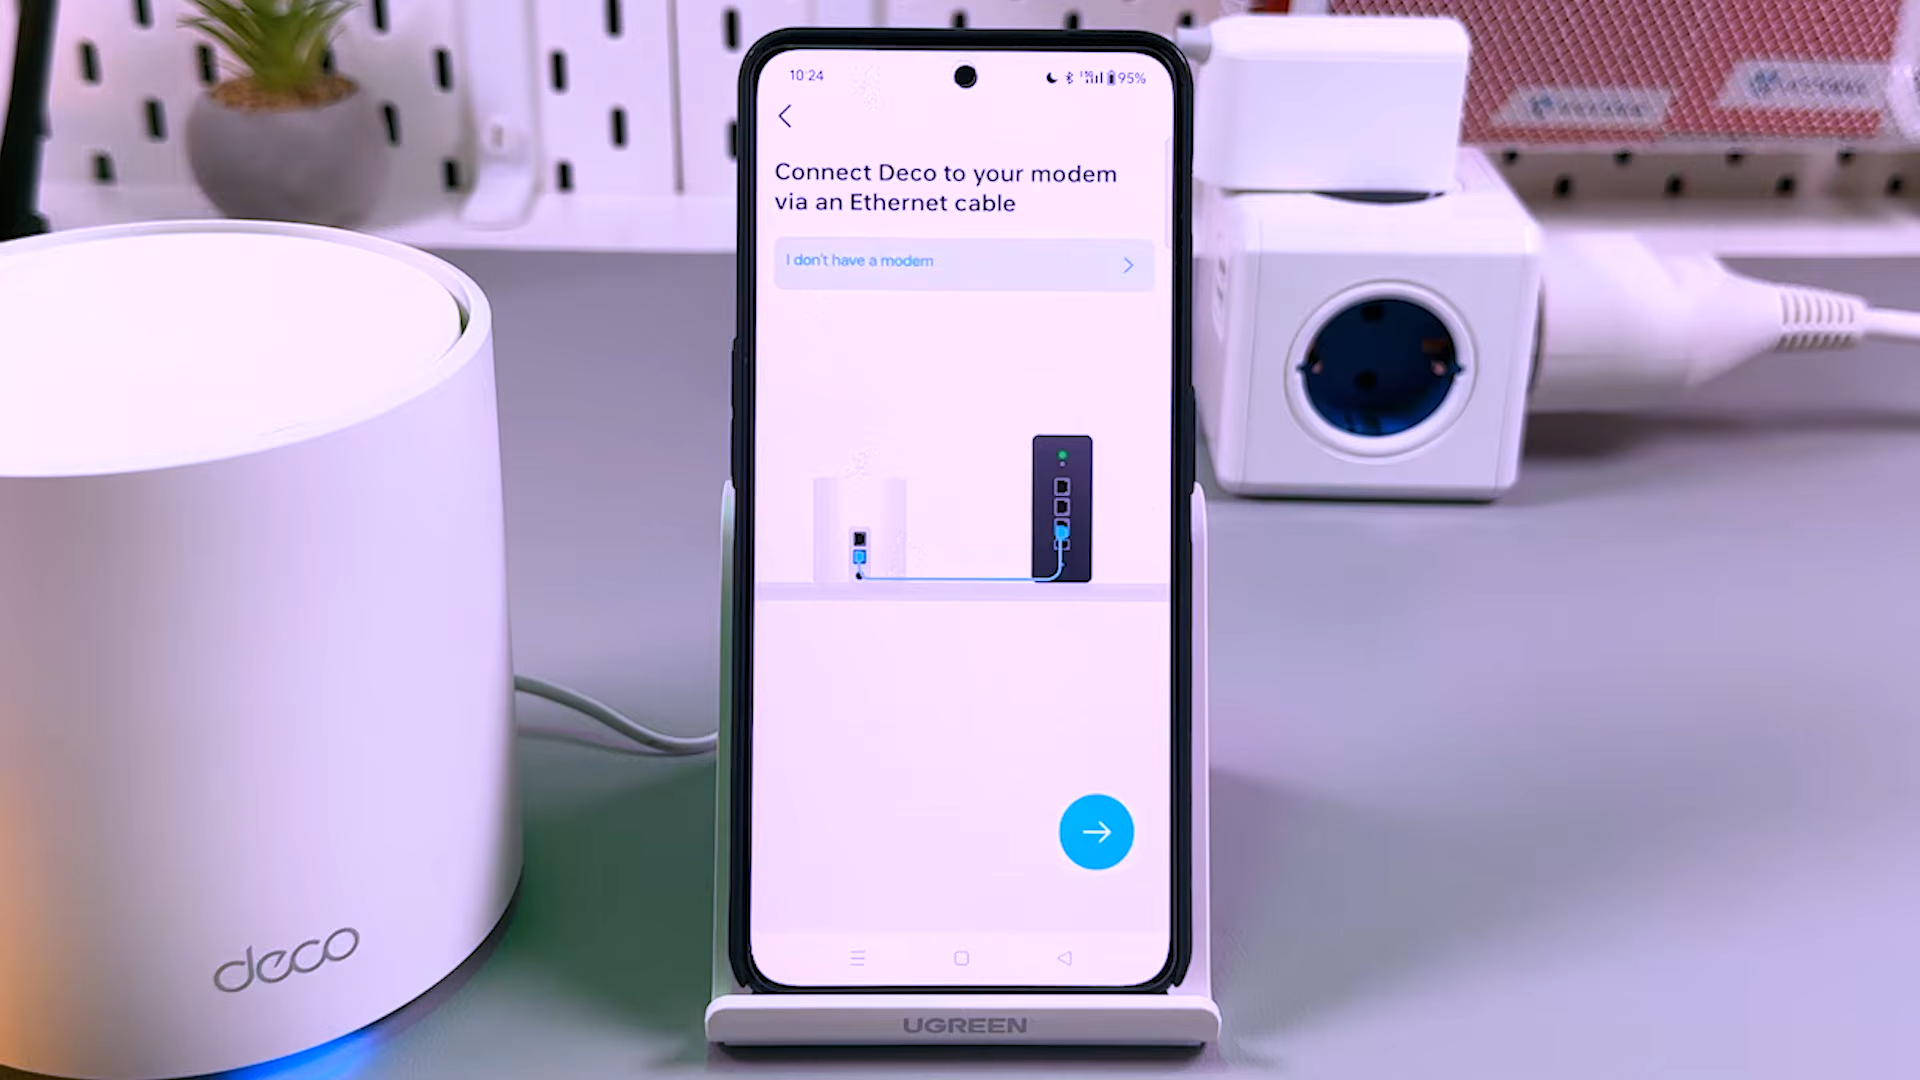 10:24
95%
Connect Deco to your modem
via an Ethernet cable
I don't have a modem
deco
UGREEN